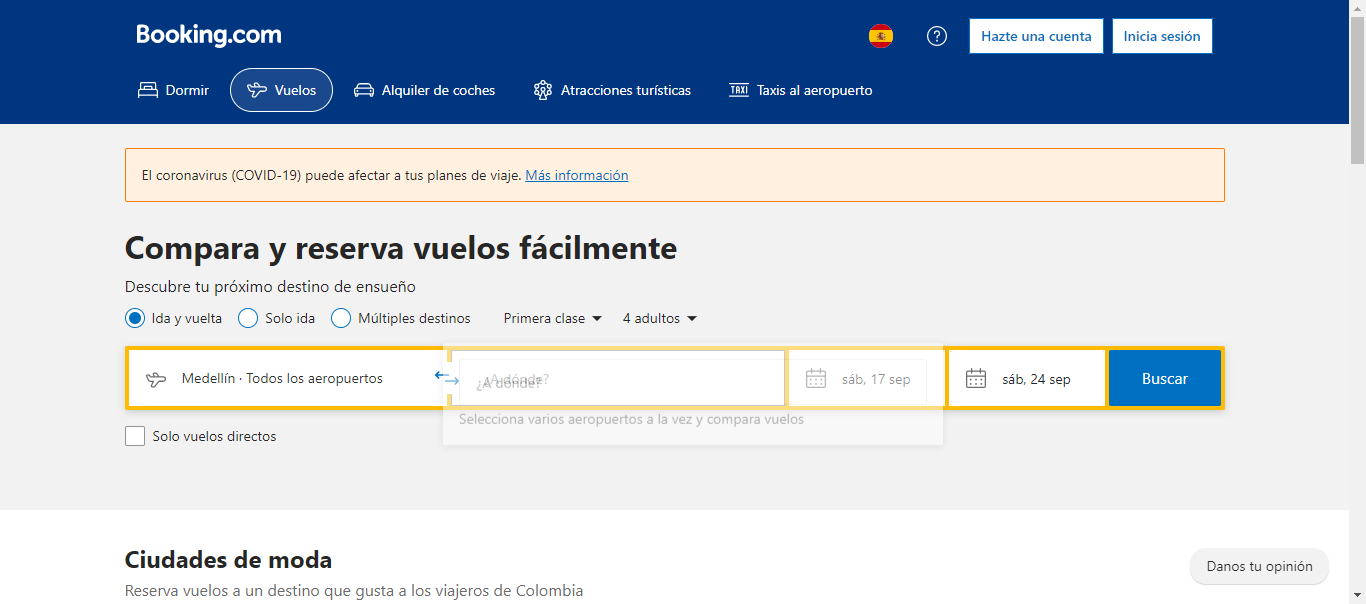 Booking.com
Hazte una cuenta
Inicia sesión
Dormir
Vuelos
Alquiler de coches
Atracciones turísticas
TAXI
Taxis al aeropuerto
El coronavirus (COVID-19) puede afectar a tus planes de viaje. Más información
Compara y reserva vuelos fácilmente
Descubre tu próximo destino de ensueño
Ida y vuelta
Solo ida
Múltiples destinos
Primera clase
4 adultos
Medellín · Todos los aeropuertos
¿A dónde?
¿A dónde?
sáb, 17 sep
sáb, 24 sep
Buscar
Selecciona varios aeropuertos a la vez y compara vuelos
Solo vuelos directos
Ciudades de moda
Reserva vuelos a un destino que gusta a los viajeros de Colombia
Danos tu opinión